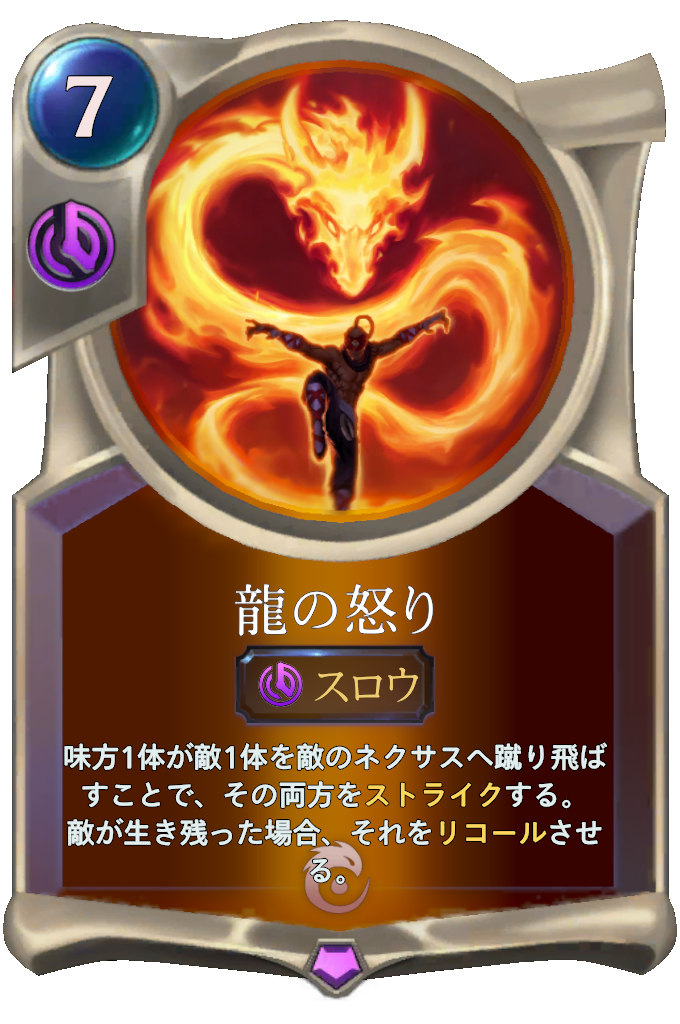 7
龍の怒り
スロウ
味方1体が敵1体を敵のネクサスへ蹴り飛ば
すことで、その両方をストライクする。
敵が生き残った場合、それをリコールさせ
る。